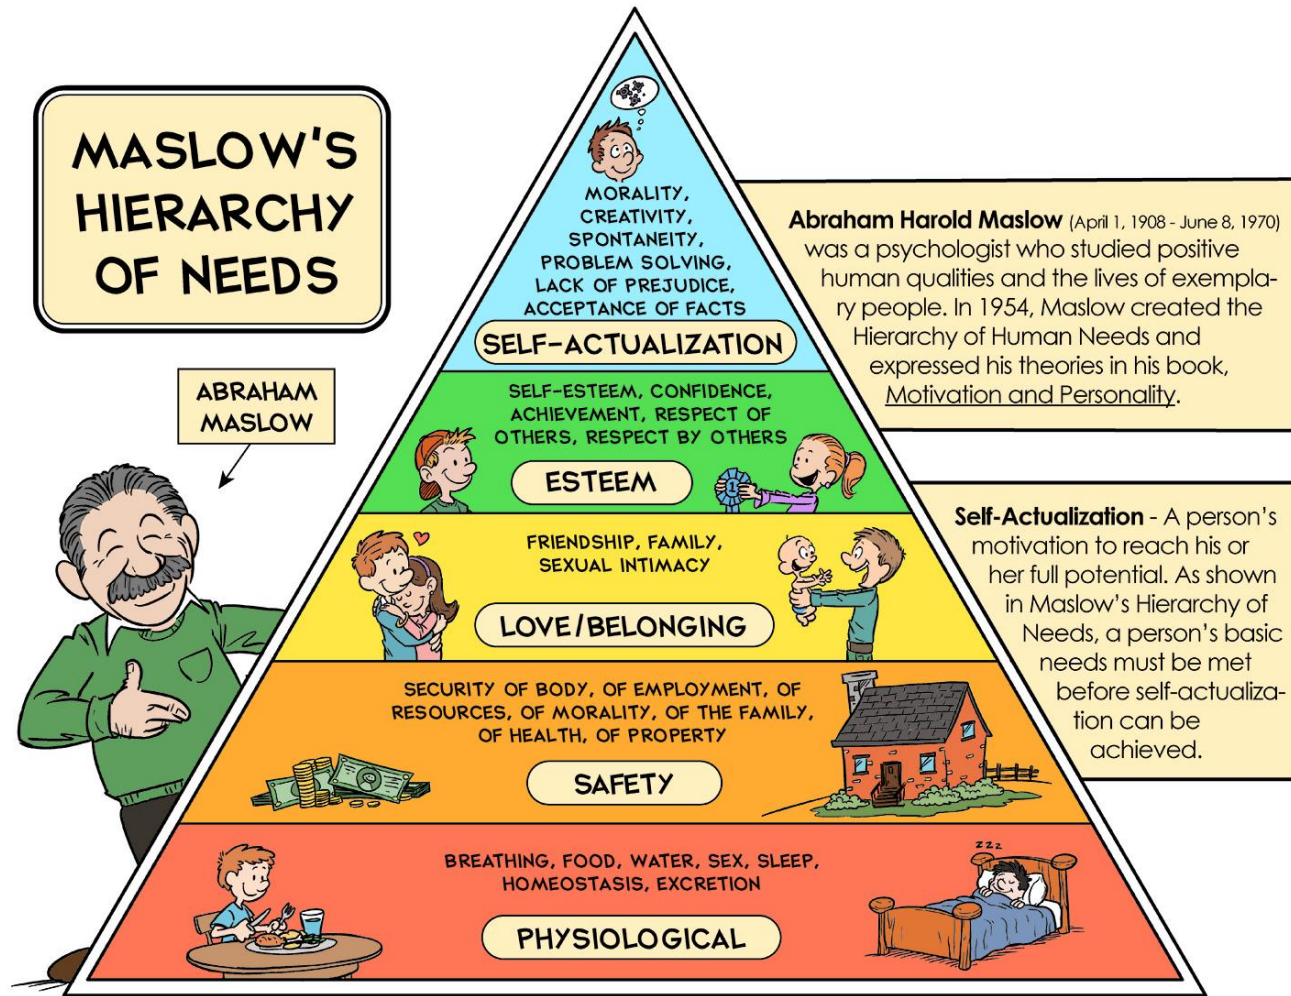 MASLOW'S
HIERARCHY
OF NEEDS
ABRAHAM
MASLOW
MORALITY,
CREATIVITY,
SPONTANEITY,
PROBLEM SOLVING,
LACK OF PREJUDICE,
ACCEPTANCE OF FACTS
SELF-ACTUALIZATION
SELF-ESTEEM, CONFIDENCE,
ACHIEVEMENT, RESPECT OF
OTHERS, RESPECT BY OTHERS
ESTEEM
1
FRIENDSHIP, FAMILY,
SEXUAL INTIMACY
LOVE/BELONGING
SECURITY OF BODY, OF EMPLOYMENT, OF
RESOURCES, OF MORALITY, OF THE FAMILY,
OF HEALTH, OF PROPERTY
SAFETY
BREATHING, FOOD, WATER, SEX, SLEEP,
HOMEOSTASIS, EXCRETION
PHYSIOLOGICAL
zzz
Abraham Harold Maslow (April 1, 1908 - June 8, 1970)
was a psychologist who studied positive
human qualities and the lives of exempla-
ry people. In 1954, Maslow created the
Hierarchy of Human Needs and
expressed his theories in his book,
Motivation and Personality.
Self-Actualization - A person's
motivation to reach his or
her full potential. As shown
in Maslow's Hierarchy of
Needs, a person's basic
needs must be met
before self-actualiza-
tion can be
achieved.